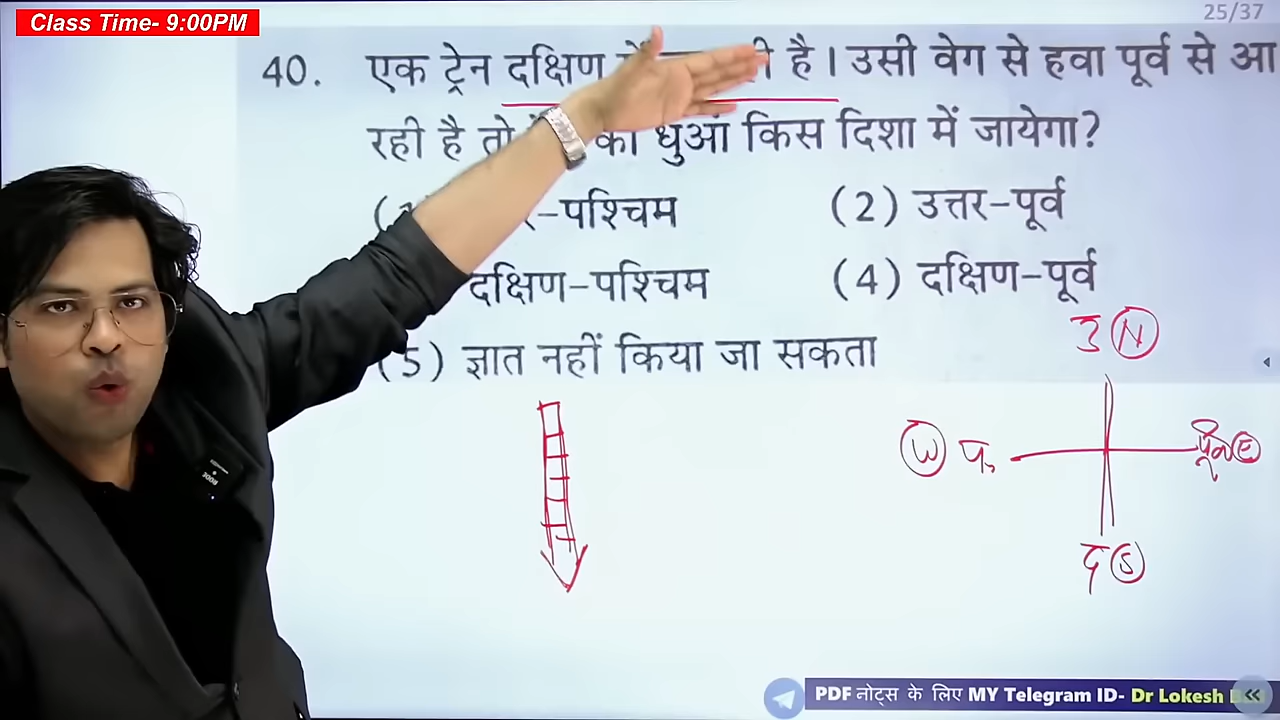 Class Time- 9:00PM
25/37
40. एक ट्रेन दक्षिण है। उसी वेग से हवा पूर्व से आ
रही है तो का धुआं किस दिशा में जायेगा?
-पश्चिम (2) उत्तर-पूर्व
दक्षिण-पश्चिम (4) दक्षिण-पूर्व
(5) ज्ञात नहीं किया जा सकता
उ N
W प. पूर्व E
द S
RODE
PDF नोट्स के लिए MY Telegram ID- Dr Lokesh